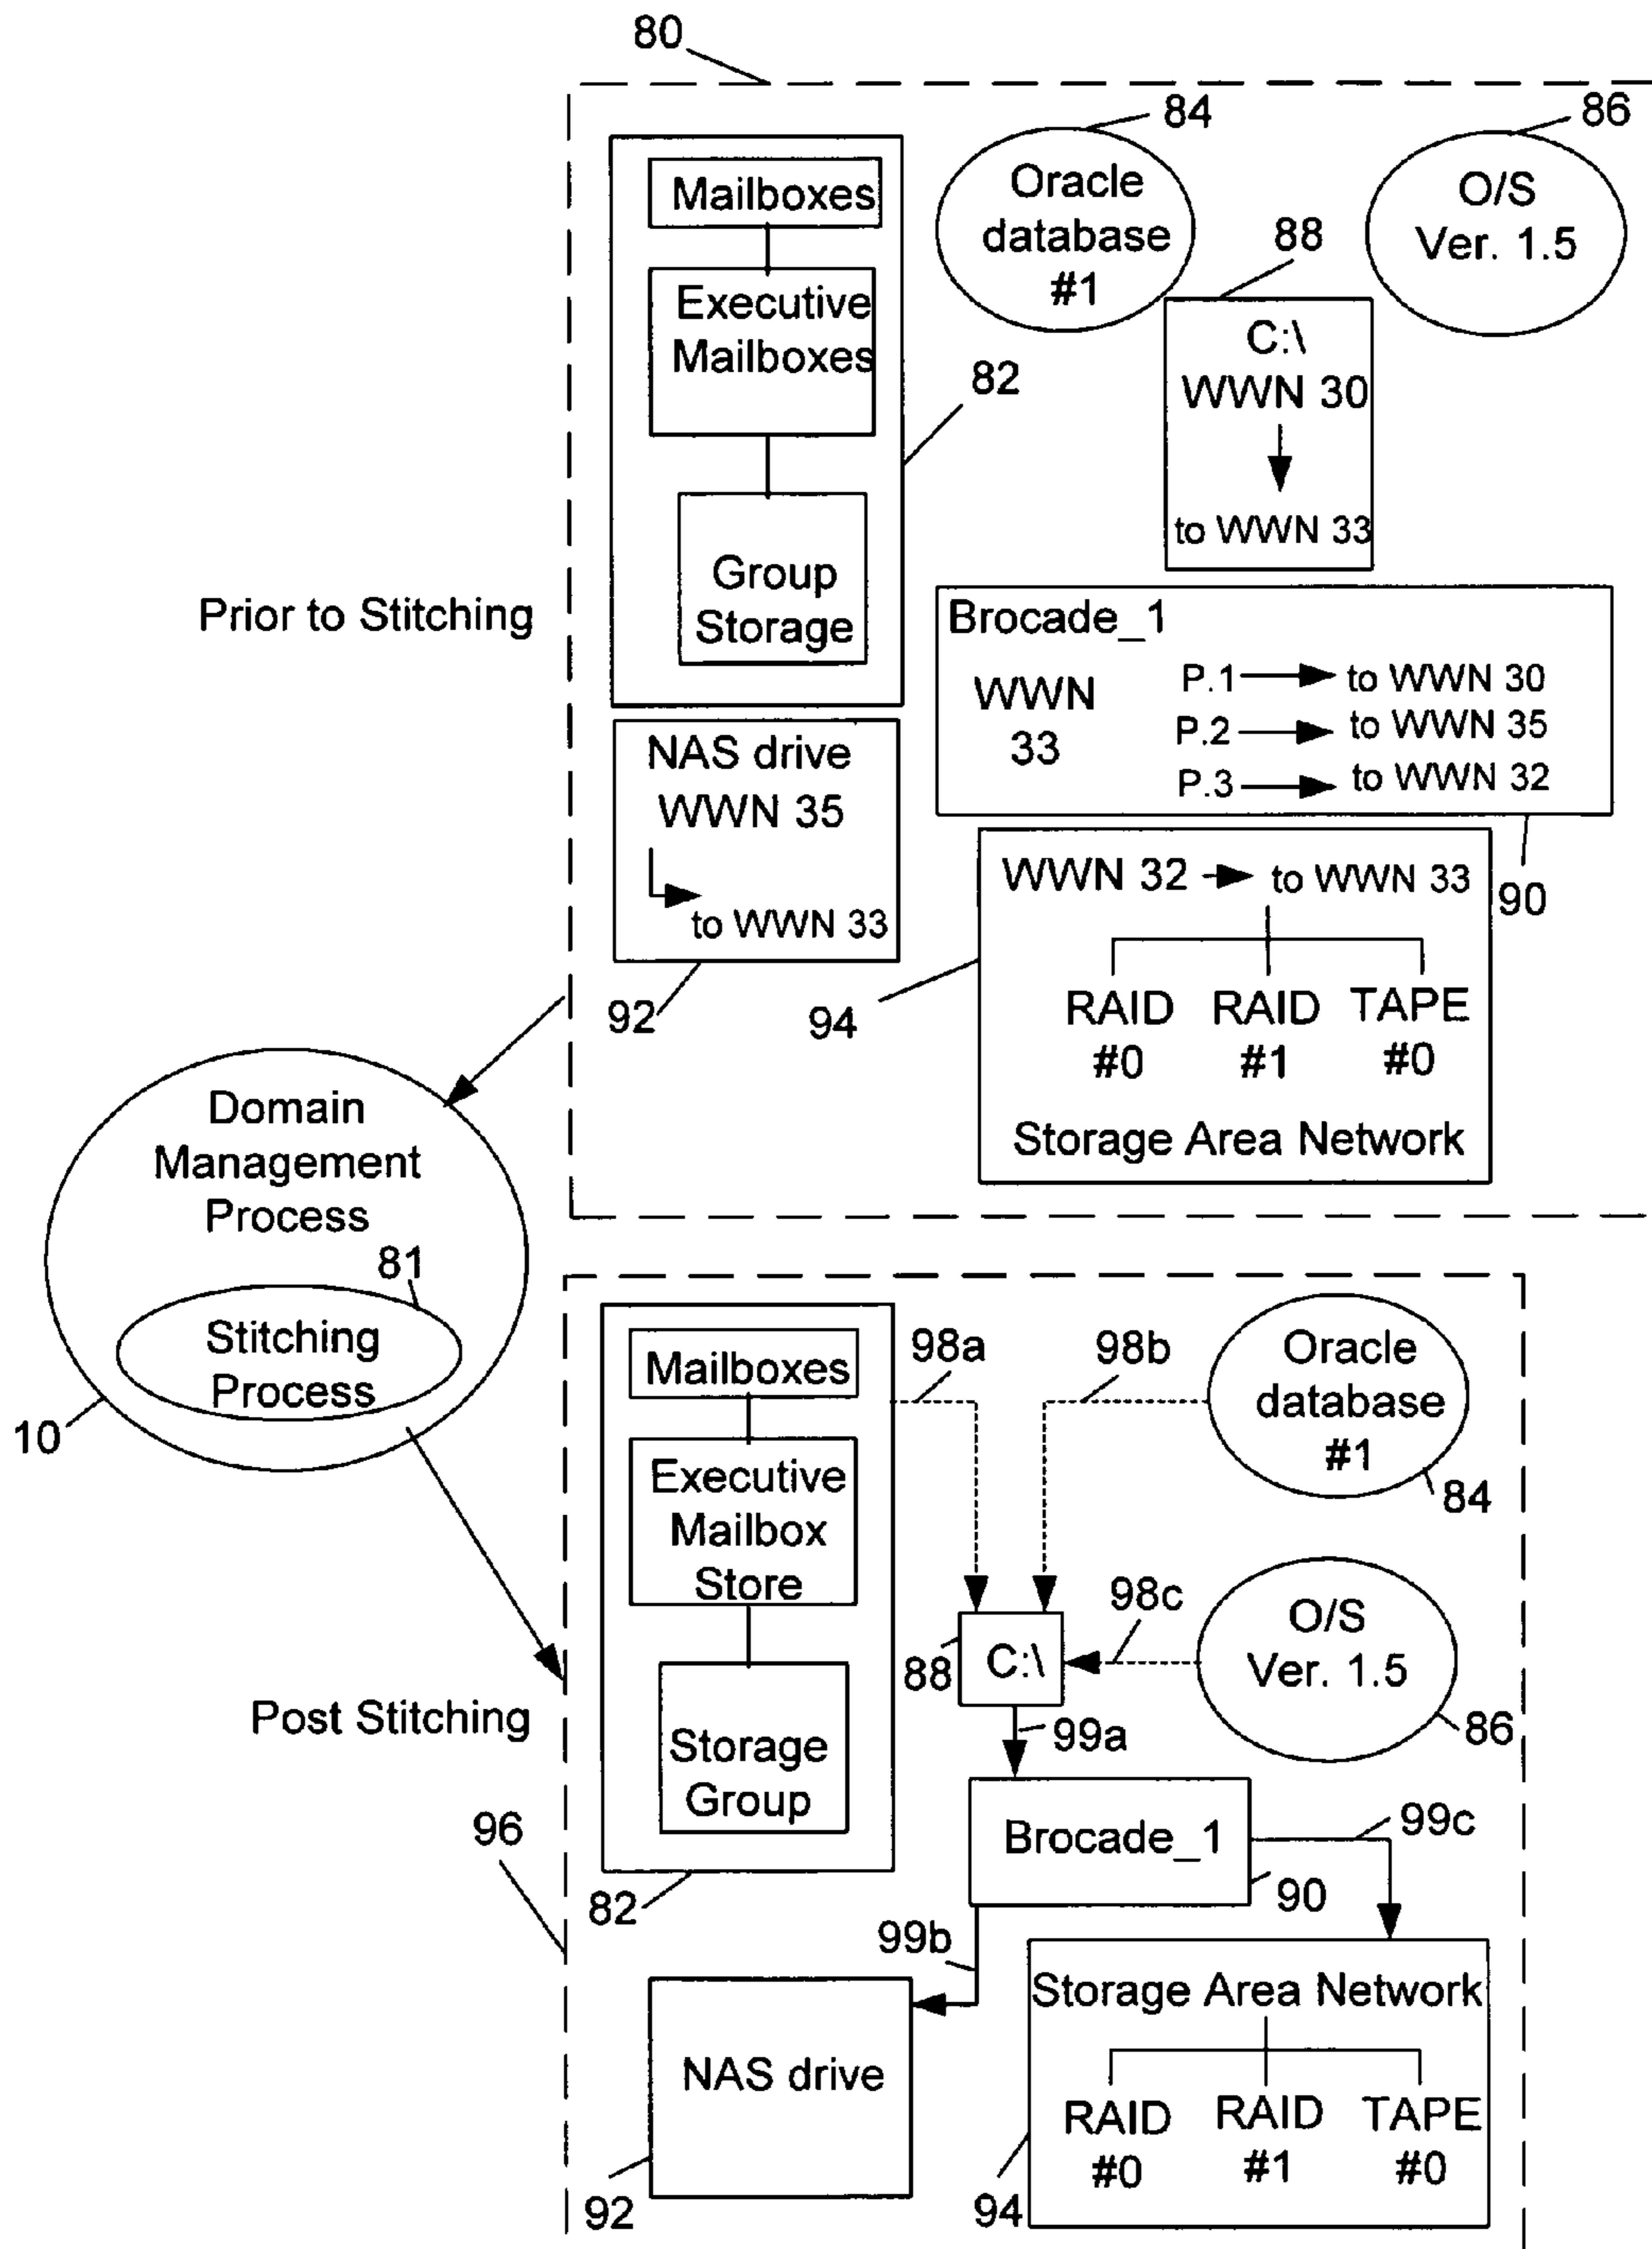 80
84
86
Mailboxes
Oracle
database
#1
O/S
Ver. 1.5
88
Executive
Mailboxes
C:\
WWN 30
to WWN 33
82
Group
Storage
Prior to Stitching
Brocade_1
WWN
33
P.1 to WWN 30
P.2 to WWN 35
P.3 to WWN 32
NAS drive
WWN 35
to WWN 33
90
WWN 32 to WWN 33
92
94
RAID
#0
RAID
#1
TAPE
#0
Storage Area Network
Domain
Management
Process
81
Stitching
Process
10
98a
98b
Mailboxes
Oracle
database
#1
84
Executive
Mailbox
Store
98c
O/S
Ver. 1.5
88
C:\
86
Post Stitching
99a
Storage
Group
96
Brocade_1
99c
82
90
99b
Storage Area Network
NAS drive
RAID
#0
RAID
#1
TAPE
#0
92
94